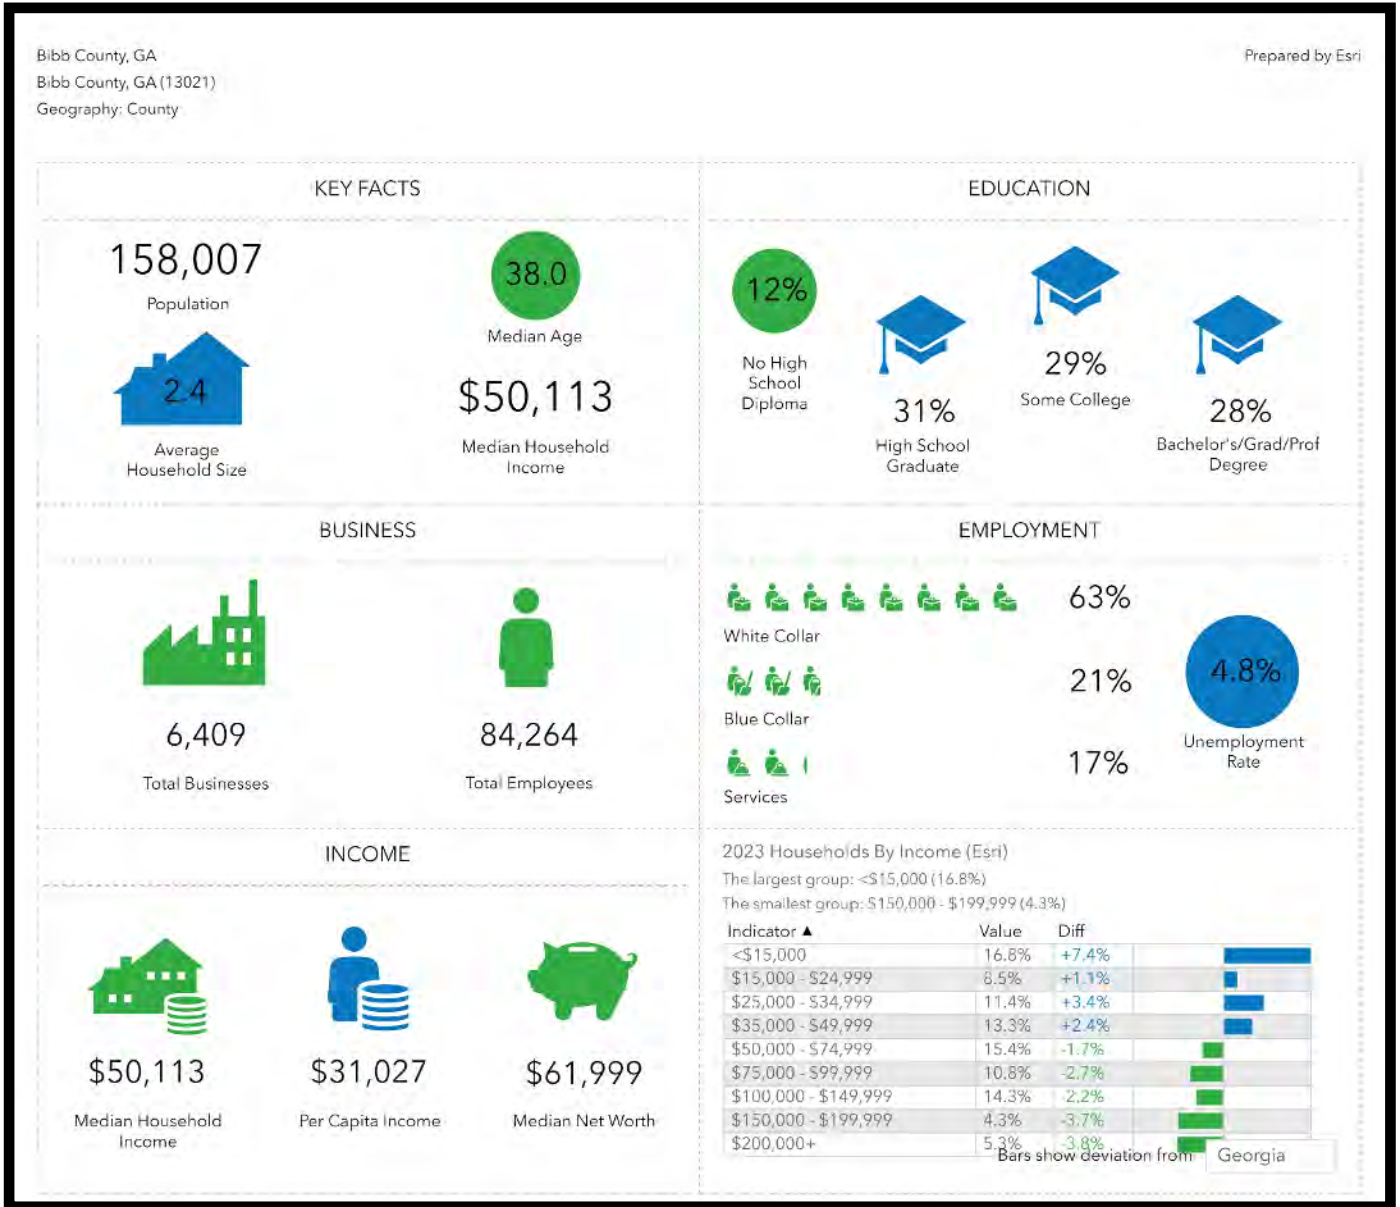 Bibb County, GA
Bibb County, GA (13021)
Geography: County
Prepared by Esri
KEY FACTS
158,007
Population
38.0
Median Age
2.4
Average
Household Size
$50,113
Median Household
Income
EDUCATION
12%
No High
School
Diploma
31%
High School
Graduate
29%
Some College
28%
Bachelor's/Grad/Prof
Degree
BUSINESS
6,409
Total Businesses
84,264
Total Employees
EMPLOYMENT
63%
White Collar
21%
Blue Collar
17%
Services
4.8%
Unemployment
Rate
INCOME
$50,113
Median Household
Income
$31,027
Per Capita Income
$61,999
Median Net Worth
2023 Households By Income (Esri)
The largest group: <$15,000 (16.8%)
The smallest group: $150,000 - $199,999 (4.3%)
Indicator ▲ Value Diff
<$15,000 16.8% +7.4%
$15,000 - $24,999 8.5% +1.1%
$25,000 - $34,999 11.4% +3.4%
$35,000 - $49,999 13.3% +2.4%
$50,000 - $74,999 15.4% -1.7%
$75,000 - $99,999 10.8% -2.7%
$100,000 - $149,999 14.3% -2.2%
$150,000 - $199,999 4.3% -3.7%
$200,000+ 5.3% -3.8%
Bars show deviation from Georgia